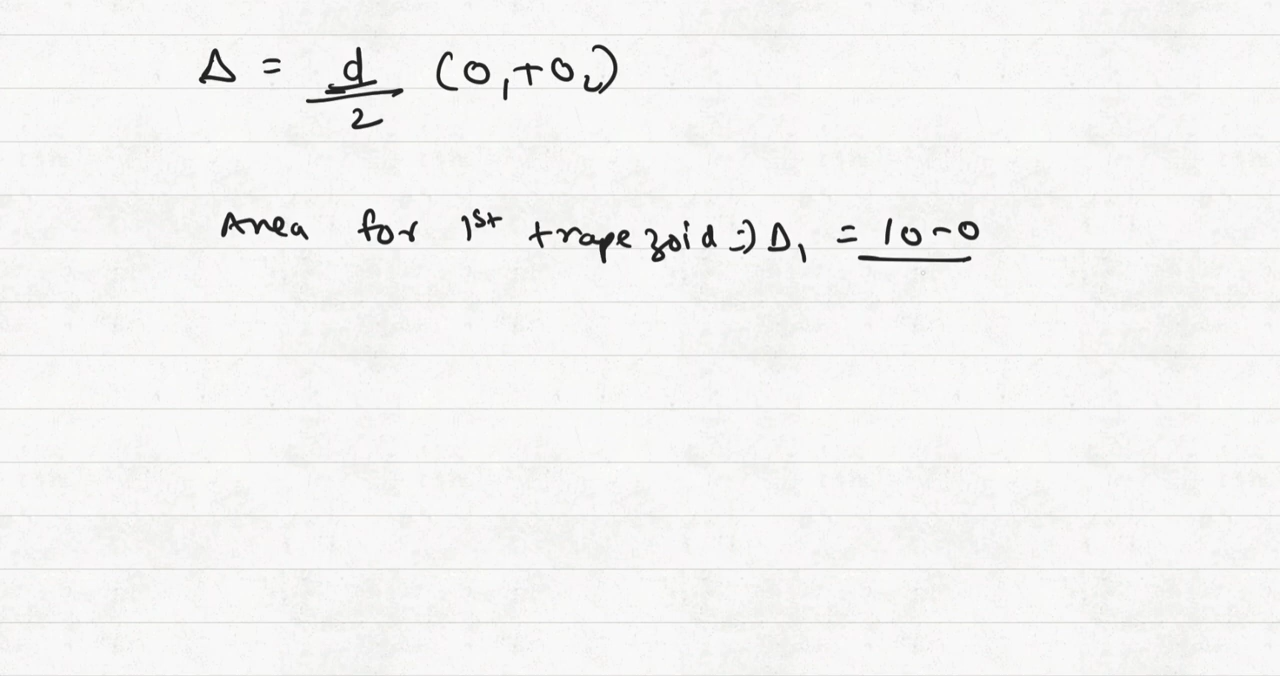 Δ = d/2 (O₁+O₂)
Area for 1st trapezoid => Δ₁ = 10-0